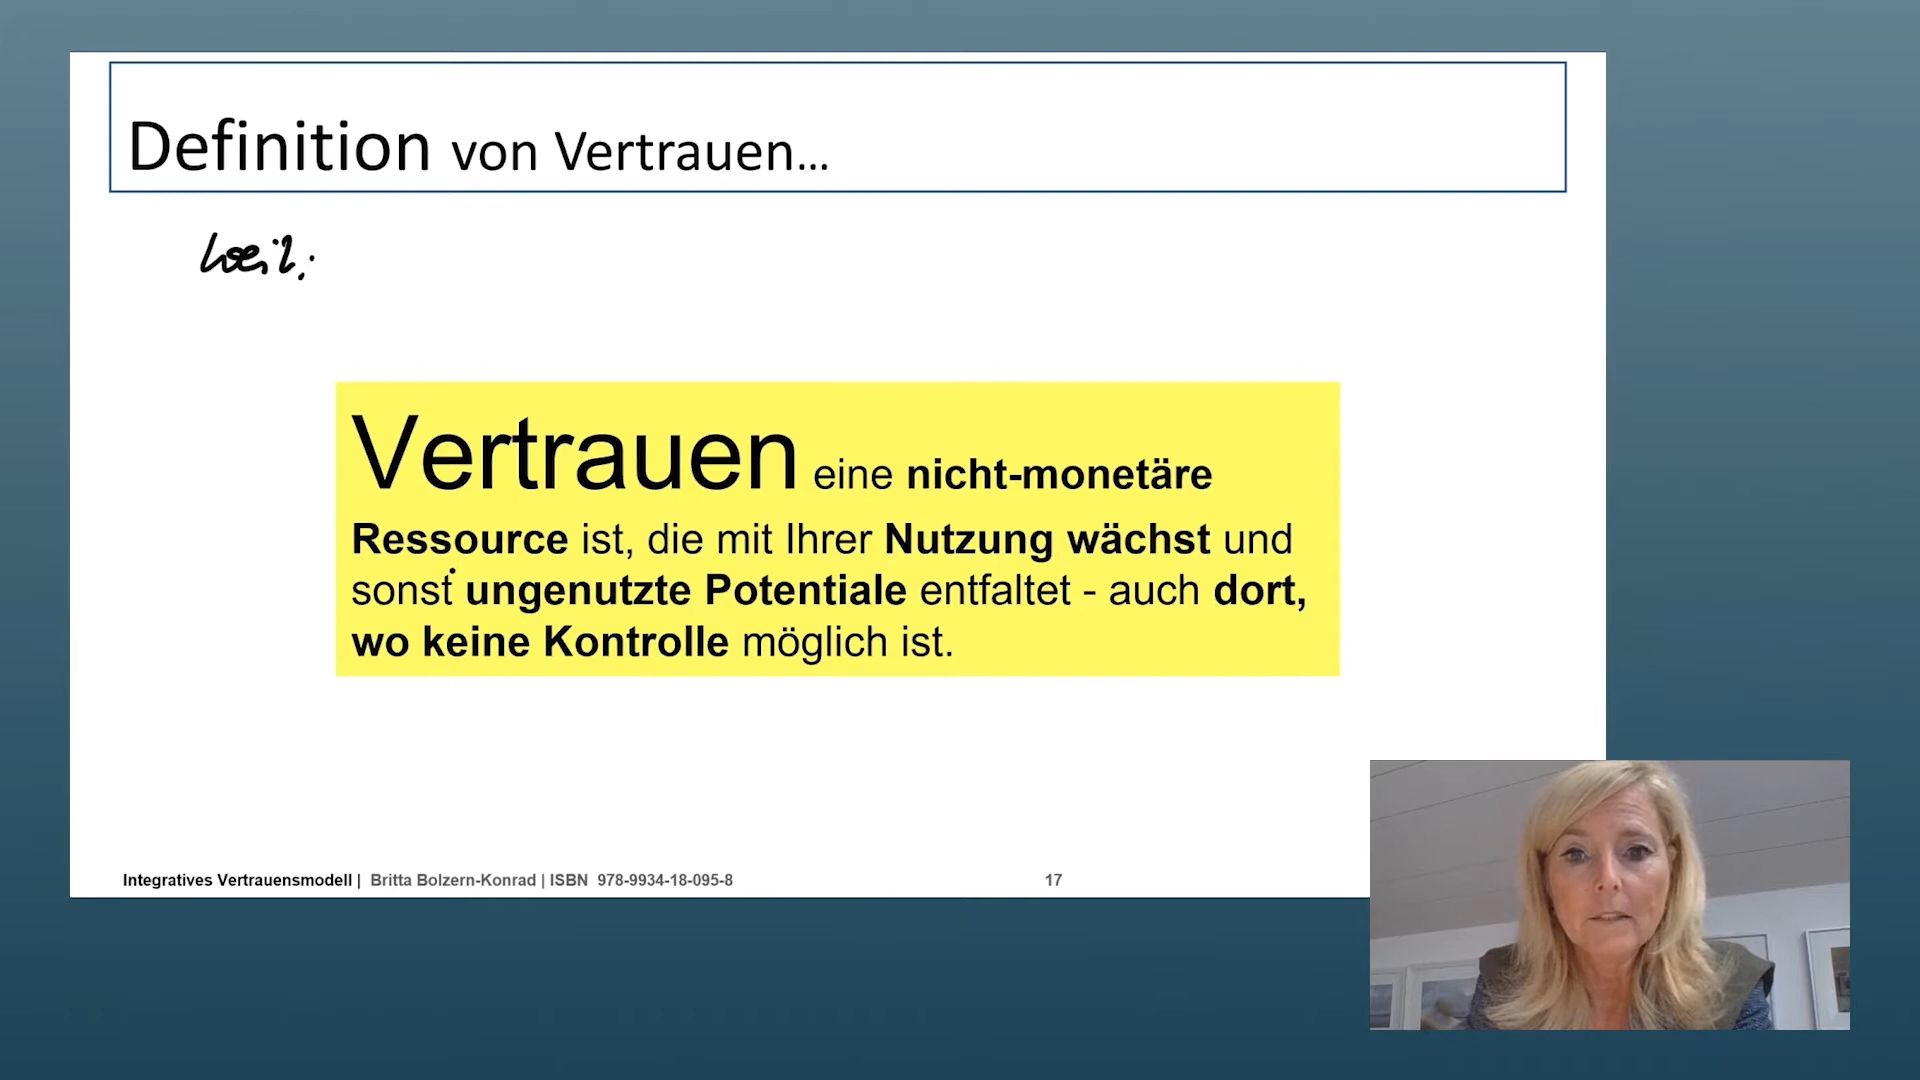 Definition von Vertrauen...
weil:
Vertrauen eine nicht-monetäre
Ressource ist, die mit Ihrer Nutzung wächst und
sonst ungenutzte Potentiale entfaltet - auch dort,
wo keine Kontrolle möglich ist.
Integratives Vertrauensmodell | Britta Bolzern-Konrad | ISBN 978-9934-18-095-8
17